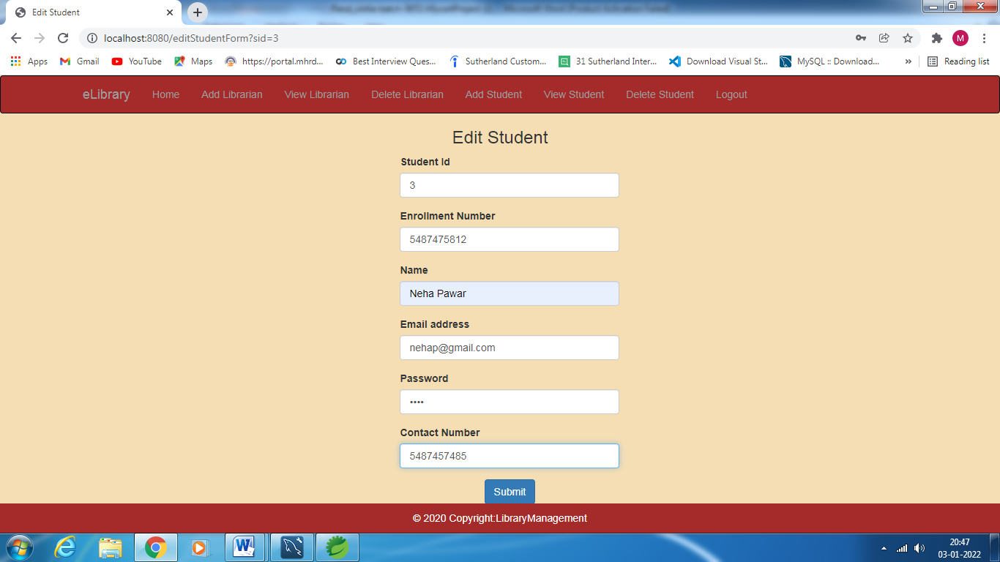 Edit Student
localhost:8080/editStudentForm?sid=3
M
Apps Gmail YouTube Maps https://portal.mhrd... Best Interview Ques... Sutherland Custom... 31 Sutherland Inter... Download Visual St... MySQL :: Download... » Reading list
eLibrary Home Add Librarian View Librarian Delete Librarian Add Student View Student Delete Student Logout
Edit Student
Student Id
3
Enrollment Number
5487475812
Name
Neha Pawar
Email address
nehap@gmail.com
Password
••••
Contact Number
5487457485
Submit
© 2020 Copyright:LibraryManagement
20:47
03-01-2022